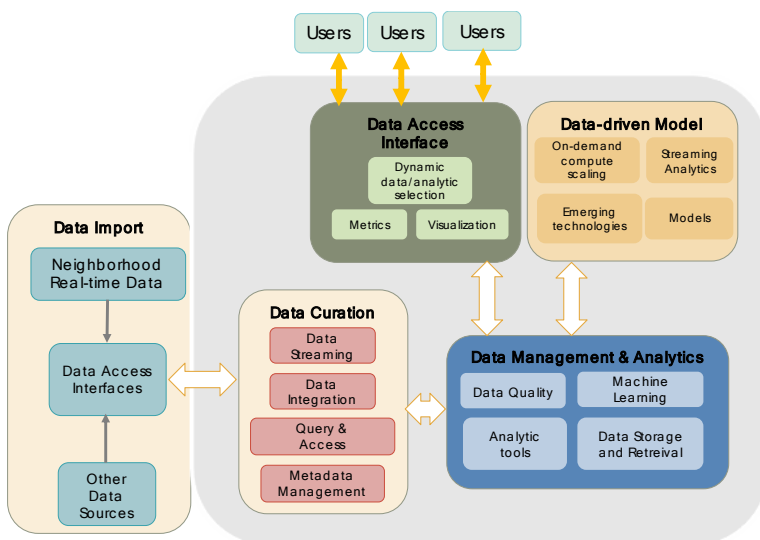 Users
Users
Users
Data Access
Interface
Dynamic
data/analytic
selection
Metrics
Visualization
Data-driven Model
On-demand
compute
scaling
Streaming
Analytics
Emerging
technologies
Models
Data Import
Neighborhood
Real-time Data
Data Access
Interfaces
Other
Data
Sources
Data Curation
Data
Streaming
Data
Integration
Query &
Access
Metadata
Management
Data Management & Analytics
Data Quality
Machine
Learning
Analytic
tools
Data Storage
and Retreival